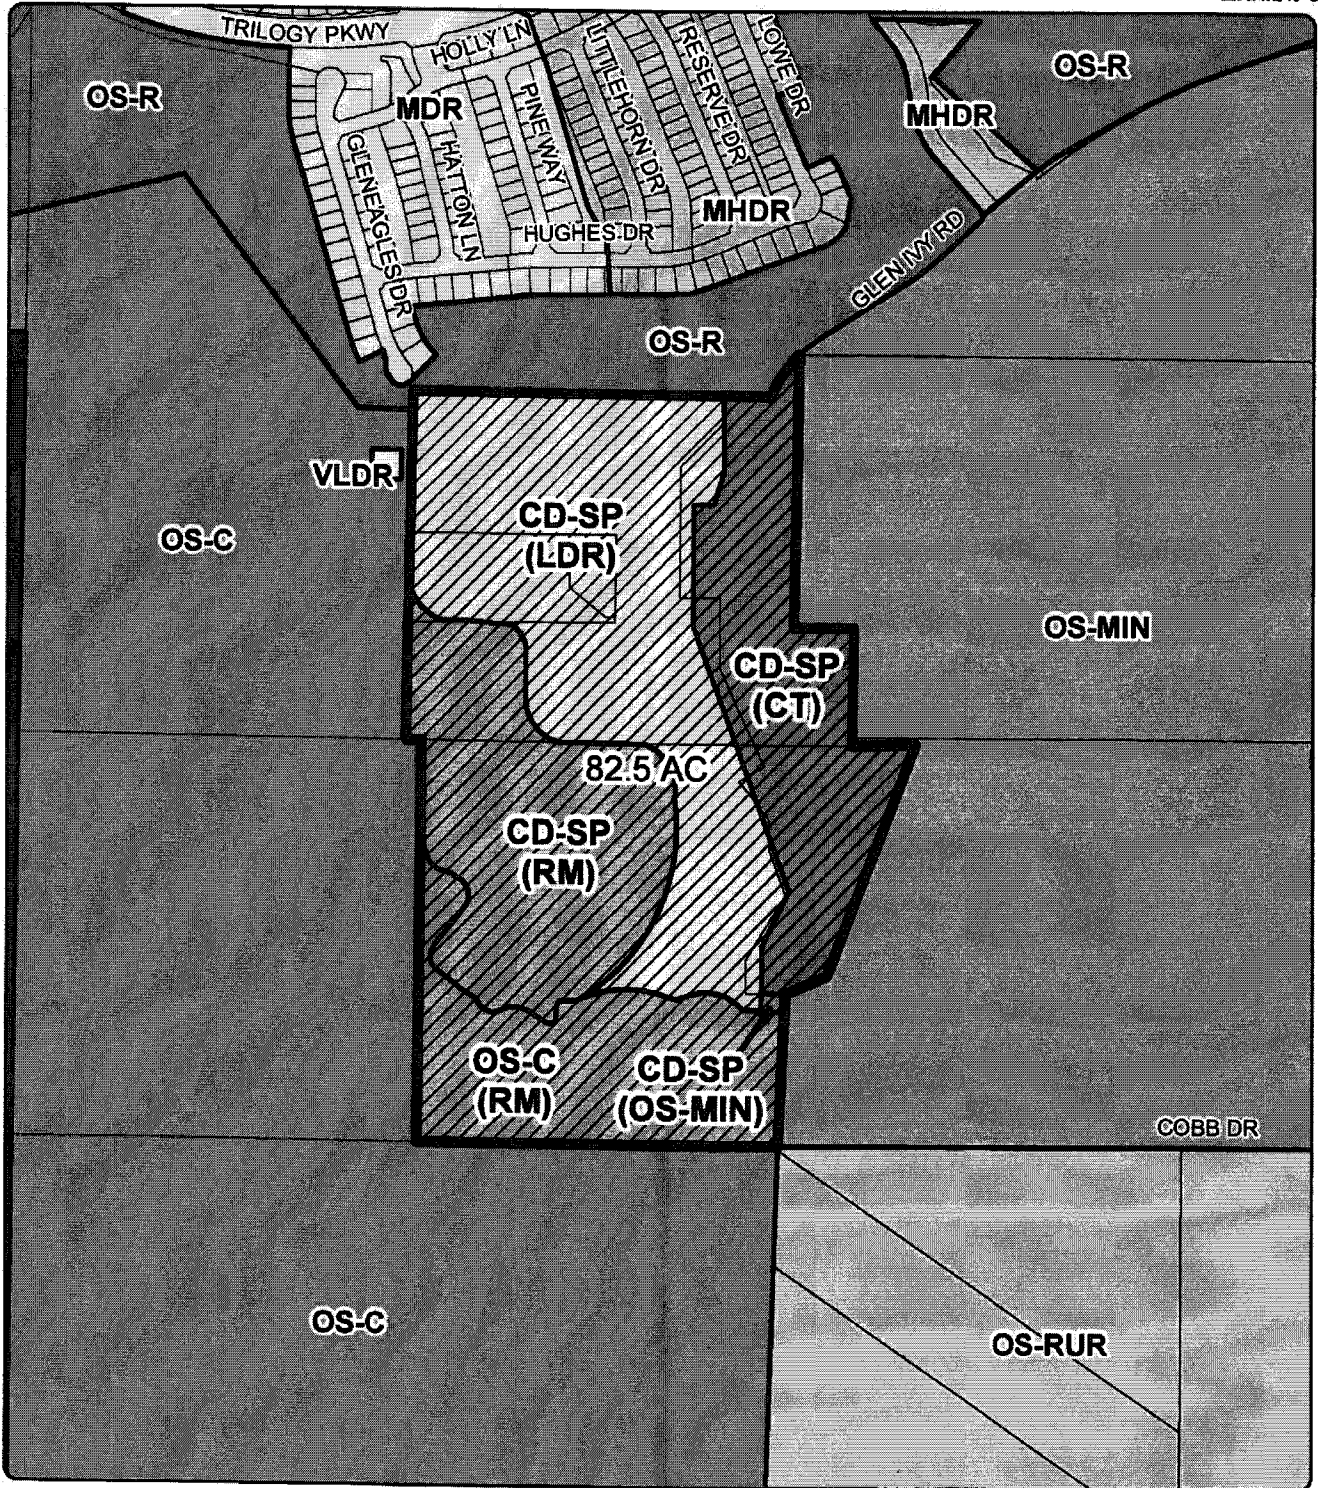 TRILOGY PKWY
HOLLY LN
LITTLEHORN DR
RESERVE DR
LOWE DR
OS-R
OS-R
MDR
PINE WAY
MHDR
GLENEAGLES DR
HATTON LN
MHDR
HUGHES DR
GLEN IVY RD
OS-R
VLDR
CD-SP
(LDR)
OS-C
OS-MIN
CD-SP
(CT)
82.5 AC
CD-SP
(RM)
OS-C
(RM)
CD-SP
(OS-MIN)
COBB DR
OS-C
OS-RUR